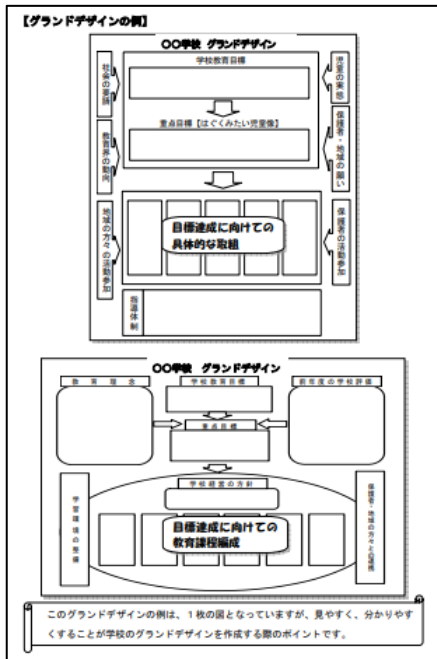 【グランドデザインの例】
〇〇学校 グランドデザイン
学校教育目標
社会の要請
児童の実態
重点目標【はぐくみたい児童像】
教育界の動向
保護者・地域の願い
目標達成に向けての
具体的な取組
地域の方々の活動参加
保護者の活動参加
指導体制
〇〇学校 グランドデザイン
教育理念
学校教育目標
前年度の学校評価
重点目標
学校経営の方針
学習環境の整備
目標達成に向けての
教育課程編成
保護者・地域の方々との連携
このグランドデザインの例は、1枚の図となっていますが、見やすく、分かりやす
くすることが学校のグランドデザインを作成する際のポイントです。